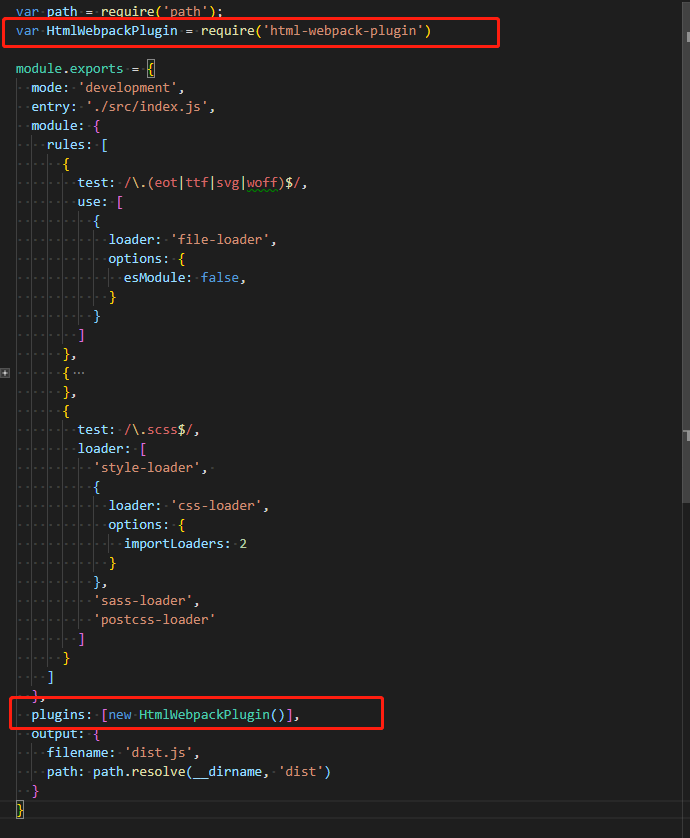 var path = require('path');
var HtmlWebpackPlugin = require('html-webpack-plugin')
module.exports = {
mode: 'development',
entry: './src/index.js',
module: {
rules: [
{
test: /\.(eot|ttf|svg|woff)$/,
use: [
{
loader: 'file-loader',
options: {
esModule: false,
}
}
]
},
{…
},
{
test: /\.scss$/,
loader: [
'style-loader',
{
loader: 'css-loader',
options: {
importLoaders: 2
}
},
'sass-loader',
'postcss-loader'
]
}
]
},
plugins: [new HtmlWebpackPlugin()],
output: {
filename: 'dist.js',
path: path.resolve(__dirname, 'dist')
}
}